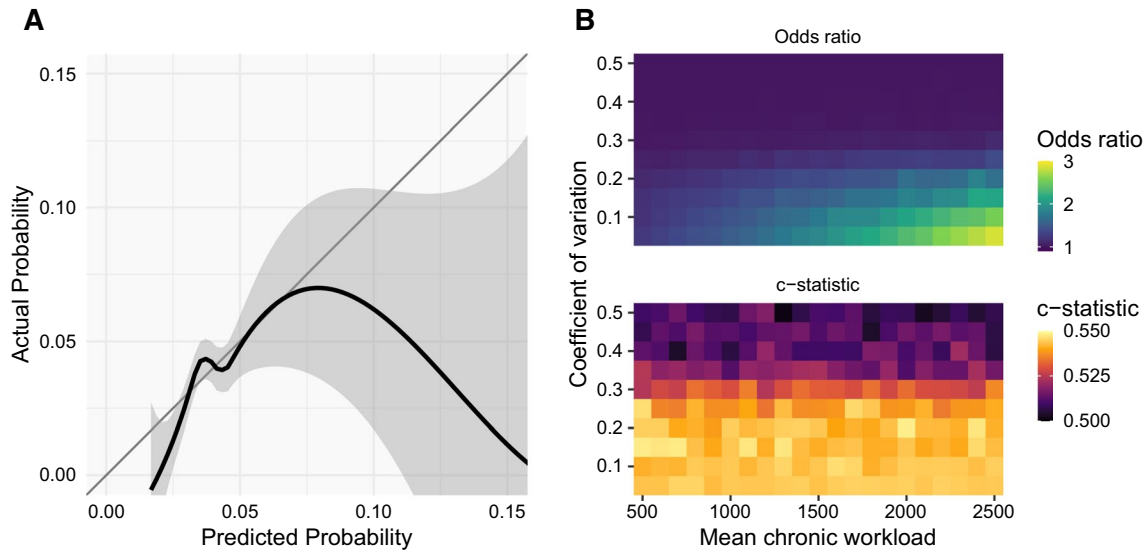 A
0.15
0.10
0.05
0.00
Actual Probability
0.00 0.05 0.10 0.15
Predicted Probability
B
Odds ratio
0.5
0.4
0.3
0.2
0.1
Coefficient of variation
c−statistic
0.5
0.4
0.3
0.2
0.1
500 1000 1500 2000 2500
Mean chronic workload
Odds ratio
3
2
1
c−statistic
0.550
0.525
0.500